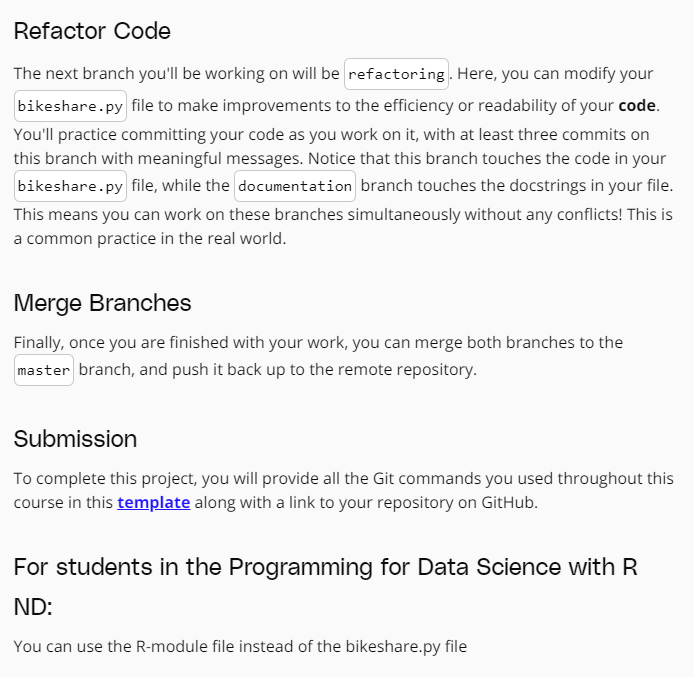 Refactor Code
The next branch you'll be working on will be refactoring. Here, you can modify your
bikeshare.py file to make improvements to the efficiency or readability of your code.
You'll practice committing your code as you work on it, with at least three commits on
this branch with meaningful messages. Notice that this branch touches the code in your
bikeshare.py file, while the documentation branch touches the docstrings in your file.
This means you can work on these branches simultaneously without any conflicts! This is
a common practice in the real world.
Merge Branches
Finally, once you are finished with your work, you can merge both branches to the
master branch, and push it back up to the remote repository.
Submission
To complete this project, you will provide all the Git commands you used throughout this
course in this template along with a link to your repository on GitHub.
For students in the Programming for Data Science with R
ND:
You can use the R-module file instead of the bikeshare.py file